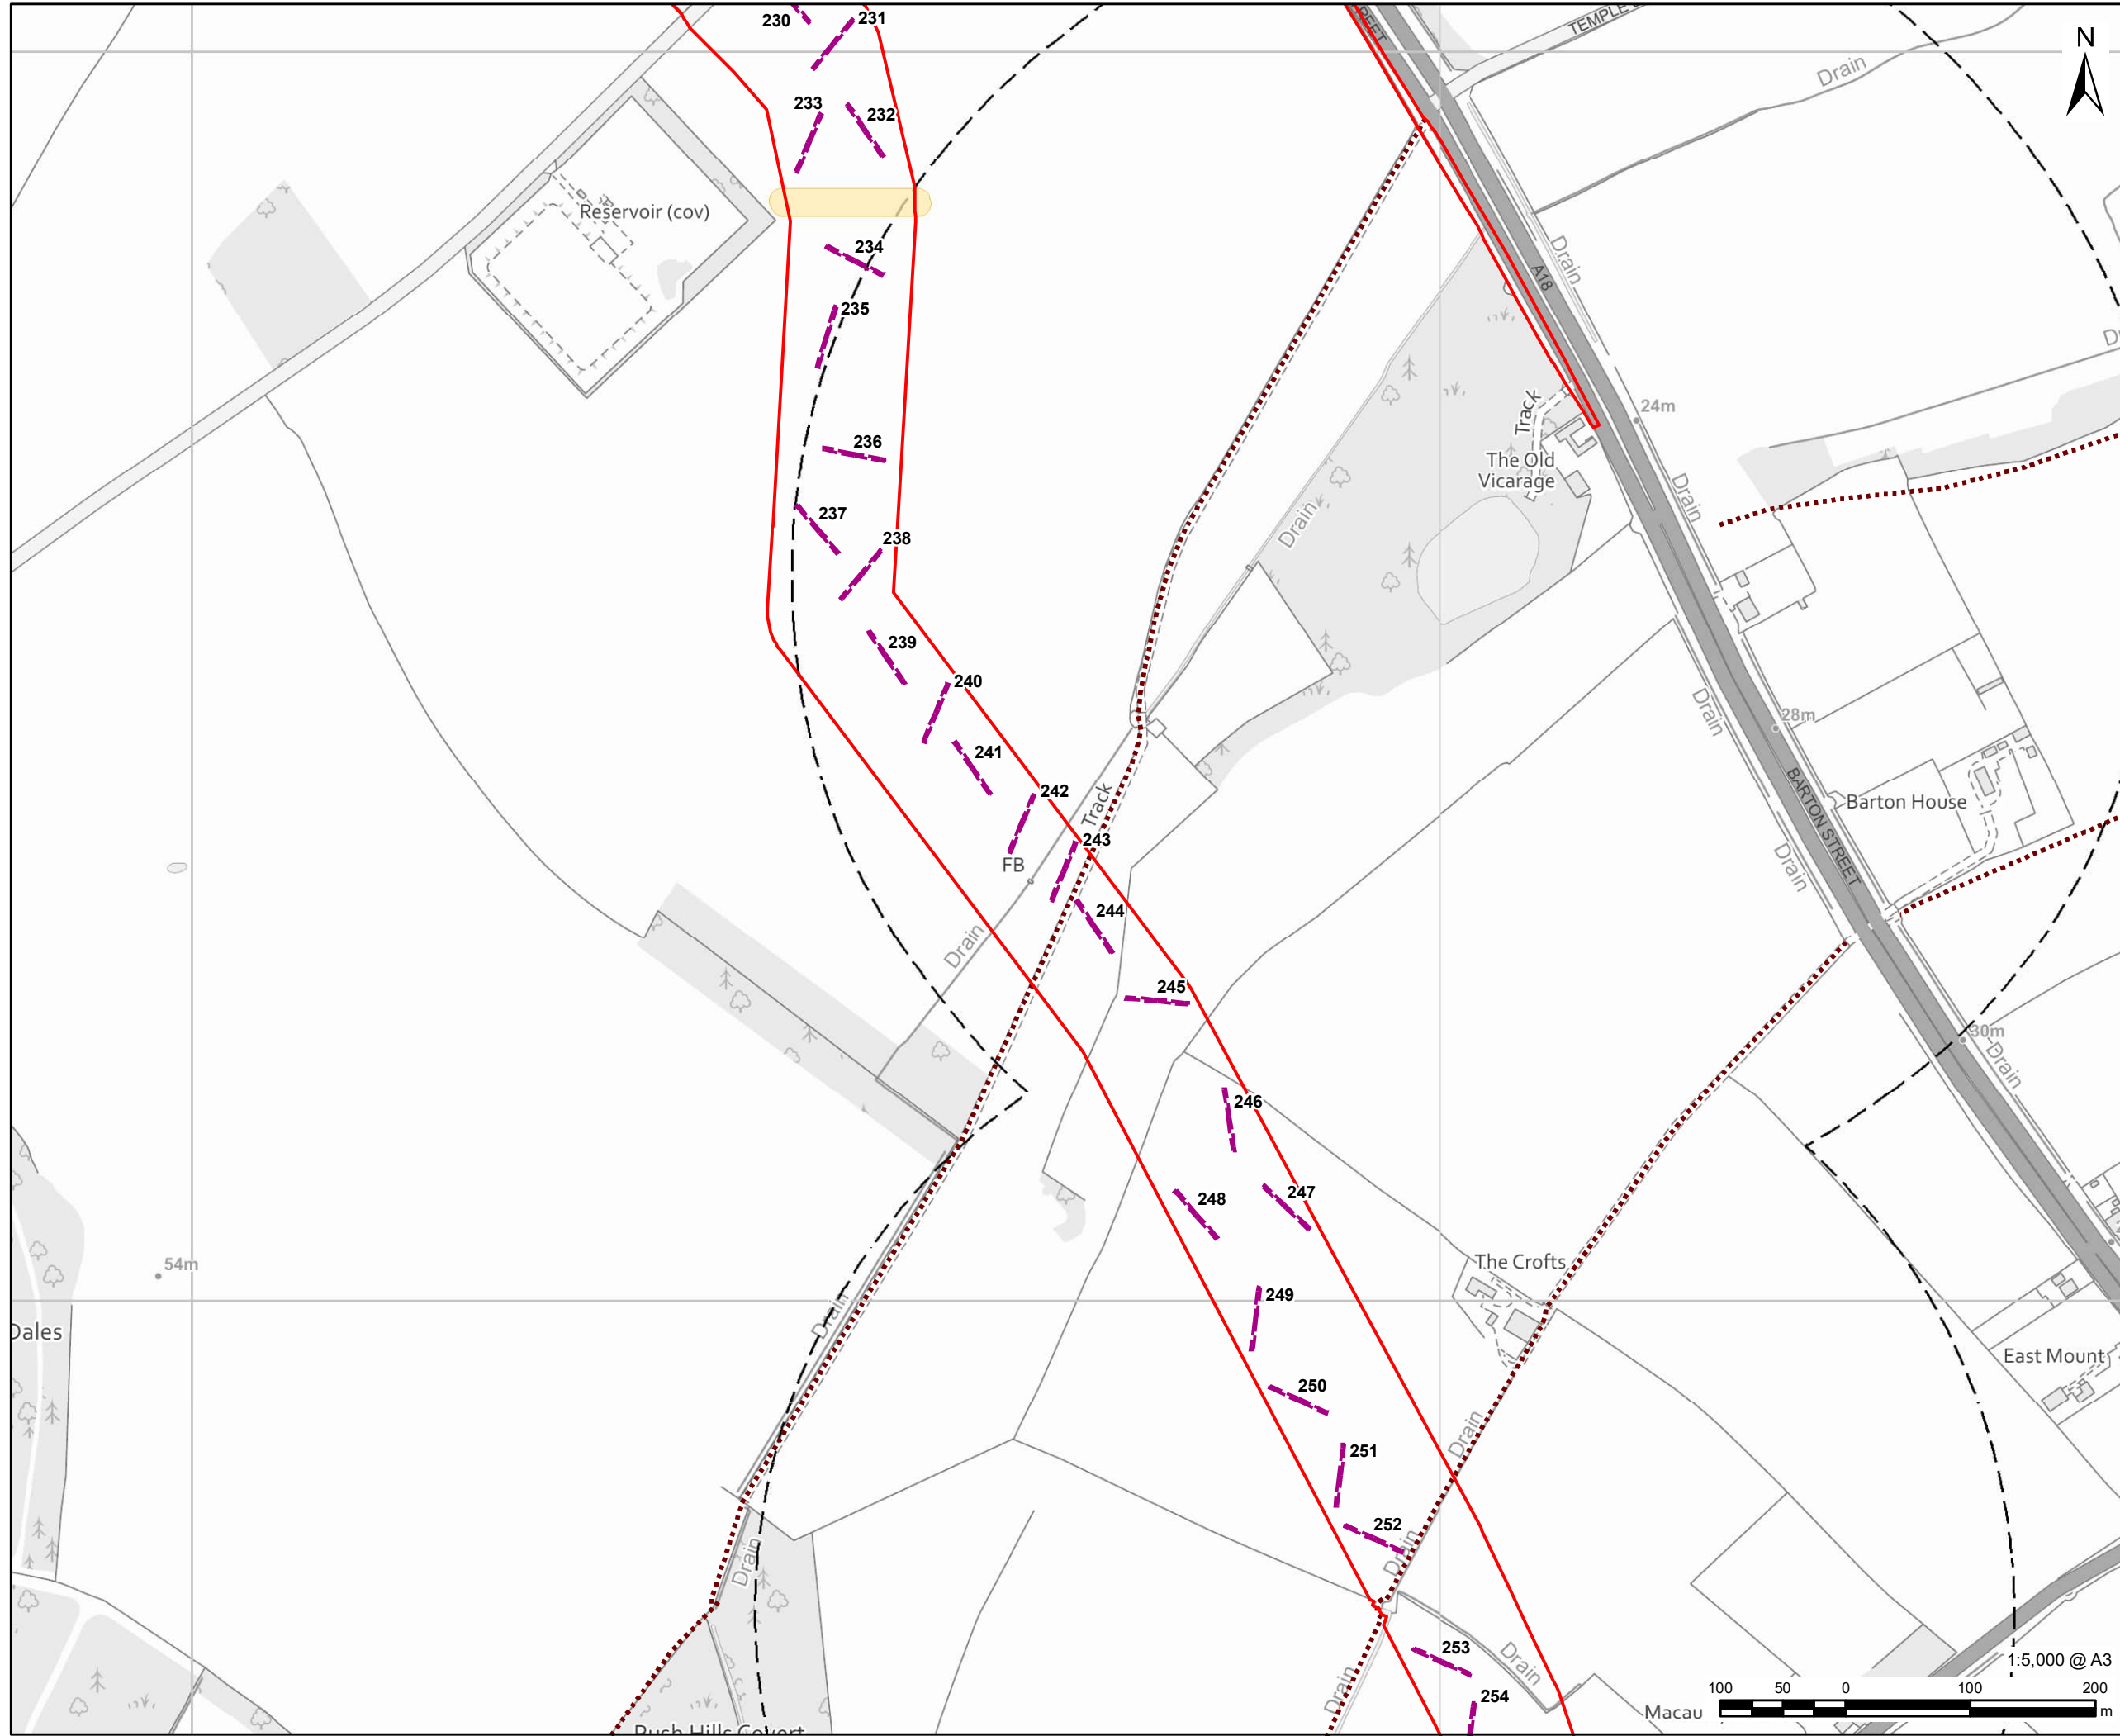 230
231
TEMPLE
N
Drain
233
232
Reservoir (cov)
234
Drain
A18
235
Track
24m
236
The Old
Vicarage
Drain
237
Drain
238
239
240
Drain
28m
241
242
Track
BARTON STREET
Barton House
243
FB
Drain
244
Drain
245
30m
Drain
246
247
248
The Crofts
54m
249
Drain
Dales
East Mount
250
Drain
251
252
Drain
Drain
253
Drain
1:5,000 @ A3
254
Drain
100 50 0 100 200
m
Macaul
Rush Hills Covert